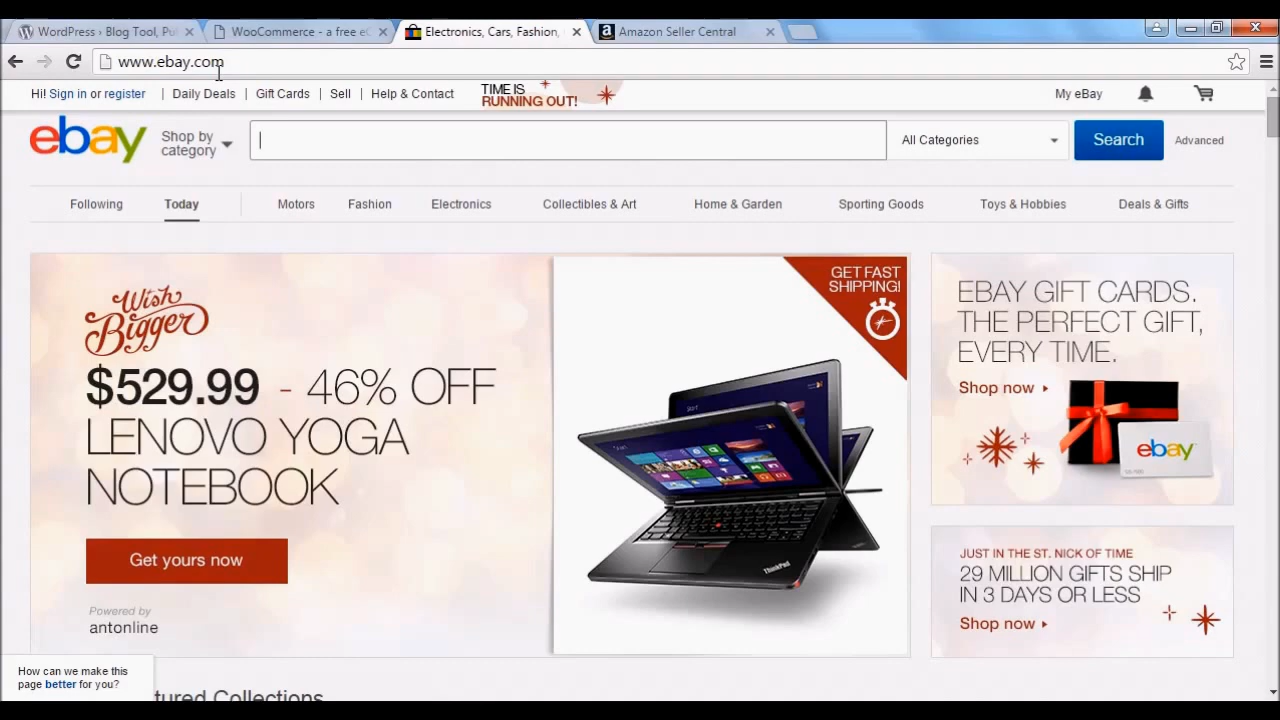 WordPress › Blog Tool, Pu
WooCommerce - a free eC
Electronics, Cars, Fashion,
Amazon Seller Central
www.ebay.com
Hi! Sign in or register | Daily Deals | Gift Cards | Sell | Help & Contact
TIME IS
RUNNING OUT!
My eBay
ebay
Shop by
category
All Categories
Search
Advanced
Following
Today
Motors
Fashion
Electronics
Collectibles & Art
Home & Garden
Sporting Goods
Toys & Hobbies
Deals & Gifts
Wish
Bigger
$529.99 - 46% OFF
LENOVO YOGA
NOTEBOOK
Get yours now
Powered by
antonline
GET FAST
SHIPPING!
Start
Start
ThinkPad
EBAY GIFT CARDS.
THE PERFECT GIFT,
EVERY TIME.
Shop now
ebay
JUST IN THE ST. NICK OF TIME
29 MILLION GIFTS SHIP
IN 3 DAYS OR LESS
Shop now
How can we make this
page better for you?
tured Collections